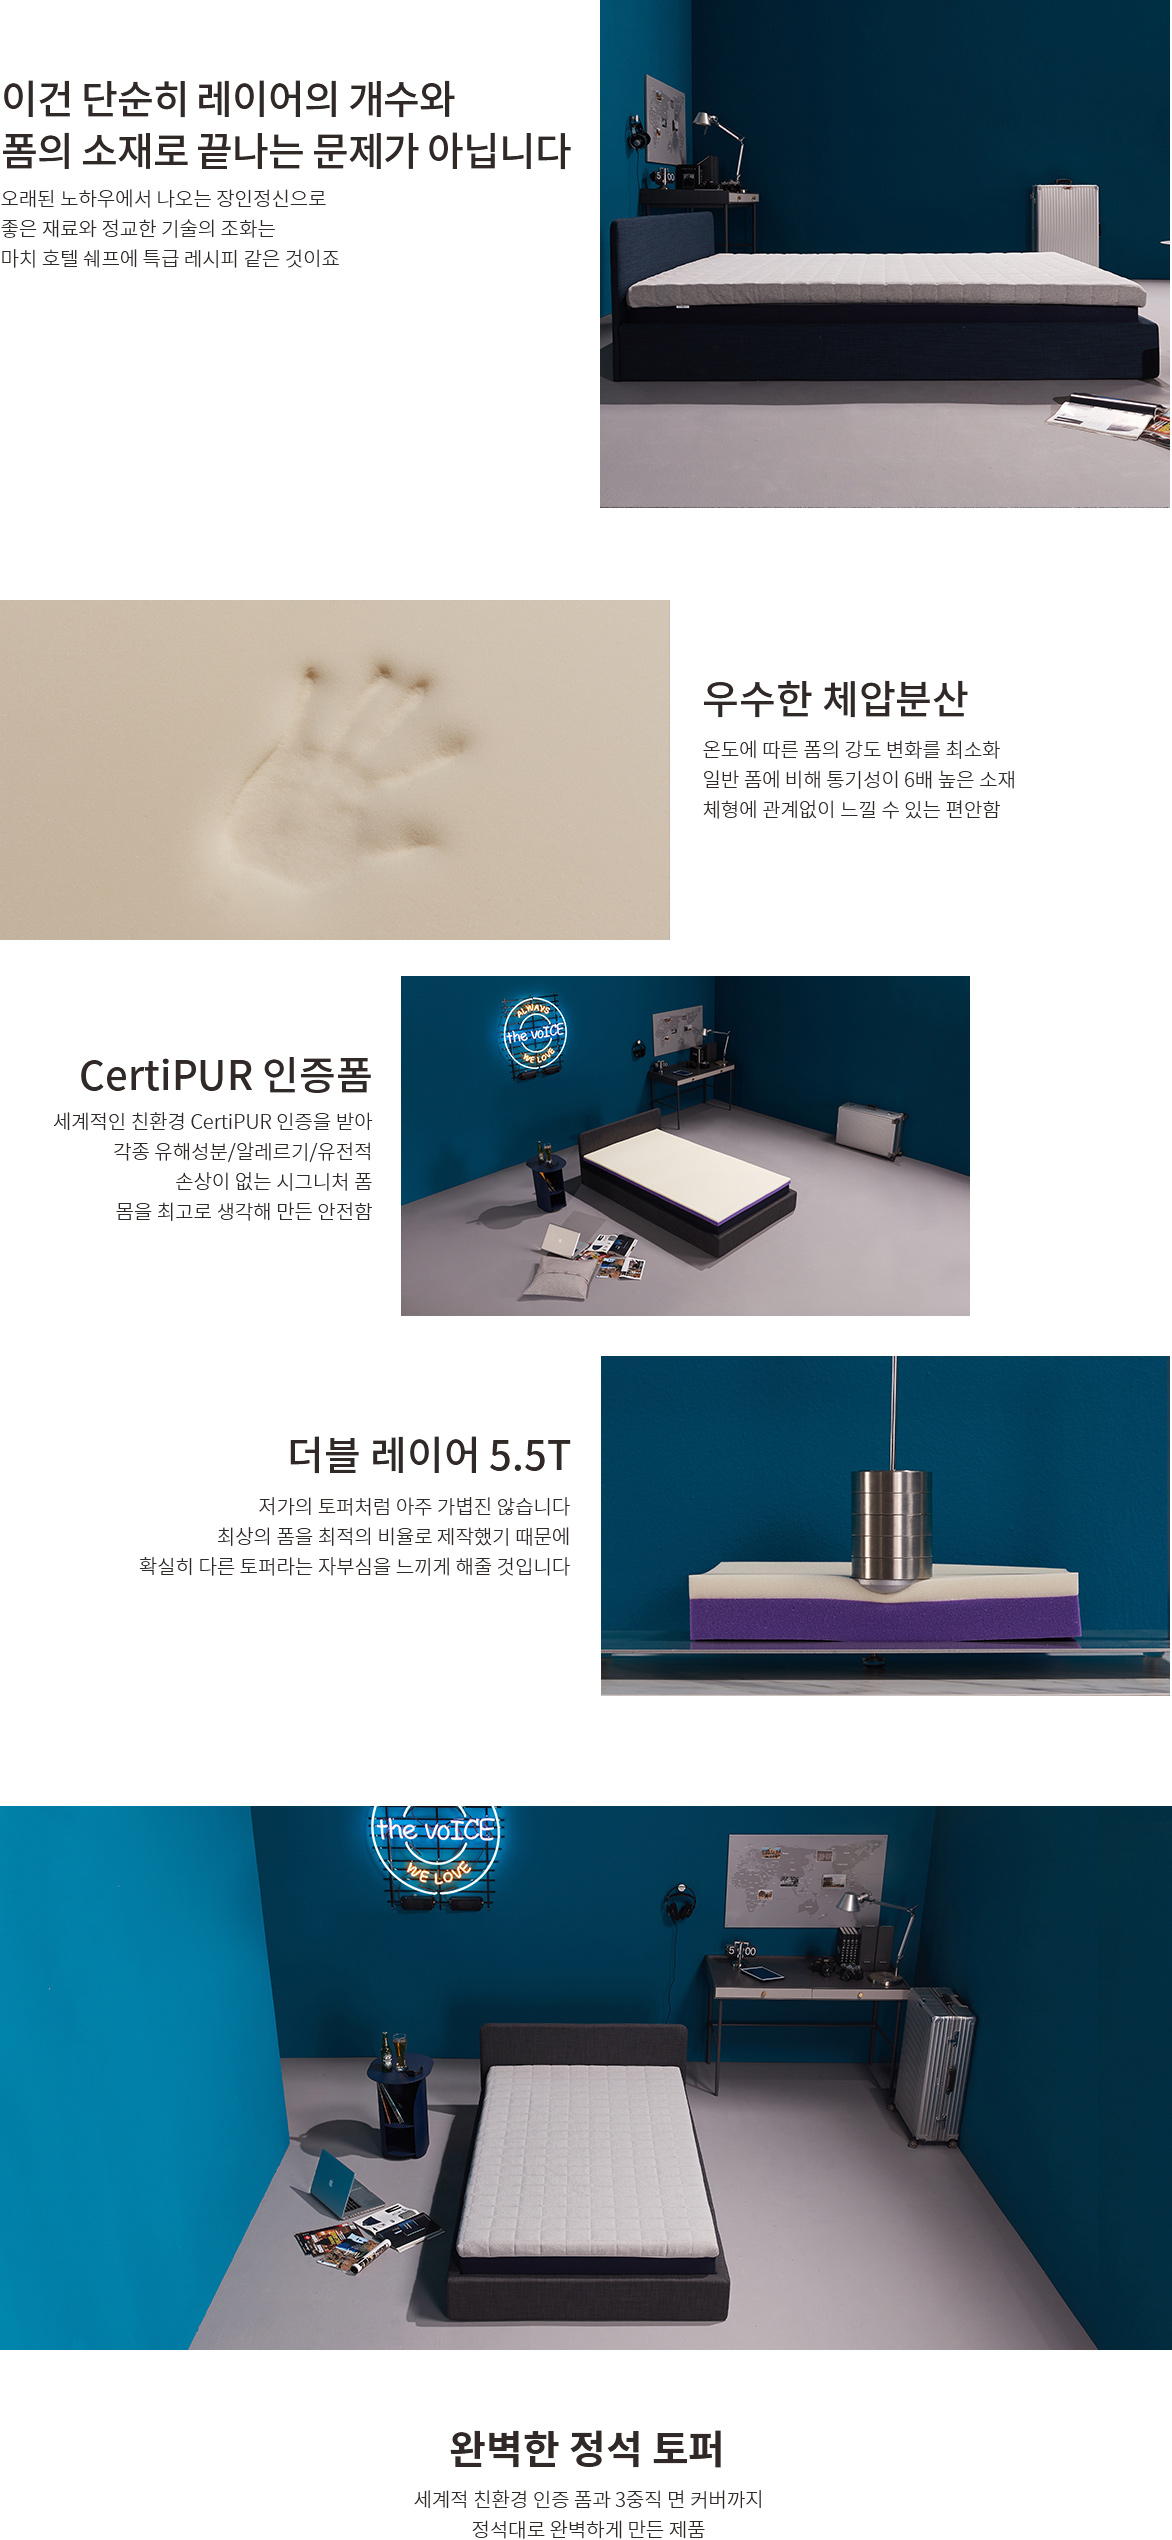 이건 단순히 레이어의 개수와
폼의 소재로 끝나는 문제가 아닙니다
오래된 노하우에서 나오는 장인정신으로
좋은 재료와 정교한 기술의 조화는
마치 호텔 쉐프에 특급 레시피 같은 것이죠
5 00
우수한 체압분산
온도에 따른 폼의 강도 변화를 최소화
일반 폼에 비해 통기성이 6배 높은 소재
체형에 관계없이 느낄 수 있는 편안함
ALWAYS
the voICE
WE LOVE
CertiPUR 인증폼
세계적인 친환경 CertiPUR 인증을 받아
각종 유해성분/알레르기/유전적
손상이 없는 시그니처 폼
몸을 최고로 생각해 만든 안전함
더블 레이어 5.5T
저가의 토퍼처럼 아주 가볍진 않습니다
최상의 폼을 최적의 비율로 제작했기 때문에
확실히 다른 토퍼라는 자부심을 느끼게 해줄 것입니다
the voICE
WE LOVE
5 00
완벽한 정석 토퍼
세계적 친환경 인증 폼과 3중직 면 커버까지
정석대로 완벽하게 만든 제품